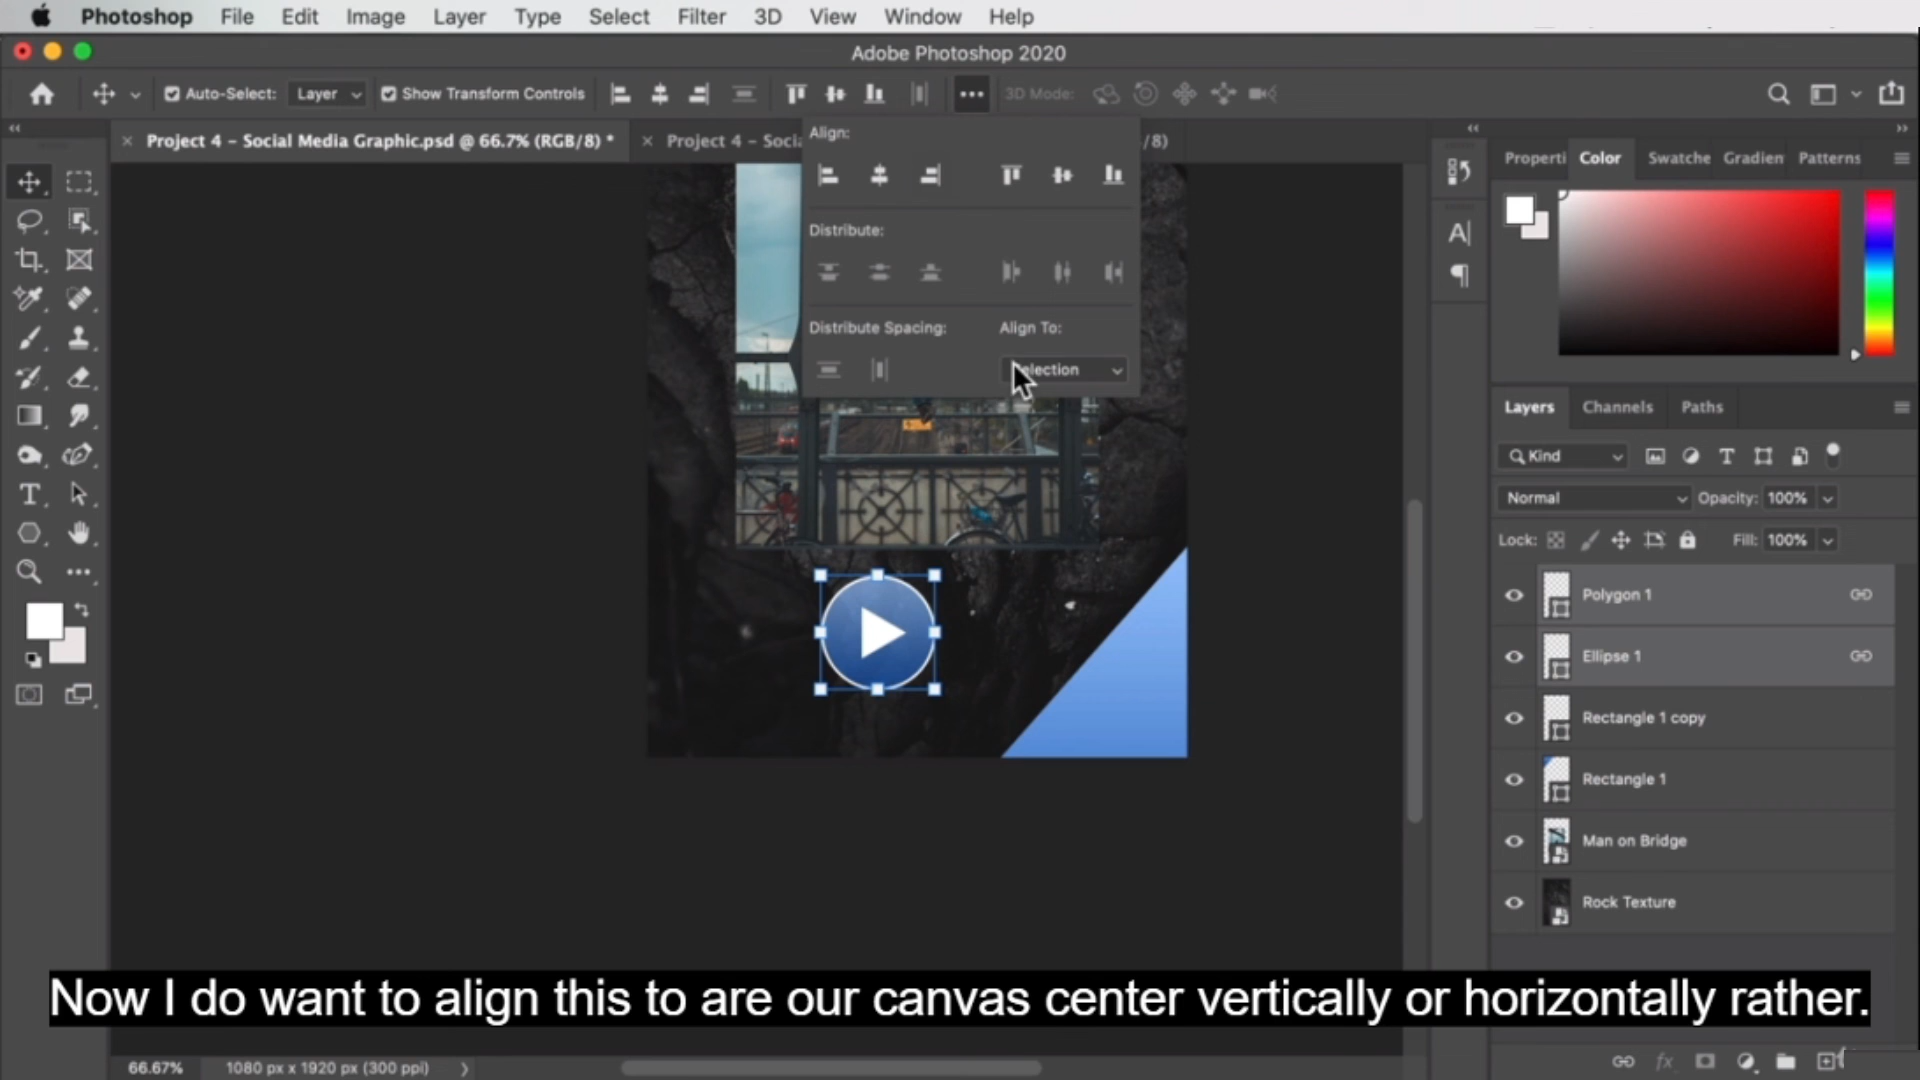 Photoshop File Edit Image Layer Type Select Filter 3D View Window Help
Adobe Photoshop 2020
Auto-Select: Layer Show Transform Controls 3D Mode:
Project 4 - Social Media Graphic.psd @ 66.7% (RGB/8) * Project 4 - Socia /8)
Align:
Distribute:
Distribute Spacing: Align To:
election
Properti Color Swatche Gradien Patterns
Layers Channels Paths
Kind
Normal Opacity: 100%
Lock: Fill: 100%
Polygon 1
Ellipse 1
Rectangle 1 copy
Rectangle 1
Man on Bridge
Rock Texture
Now I do want to align this to are our canvas center vertically or horizontally rather.
66.67% 1080 px x 1920 px (300 ppi)